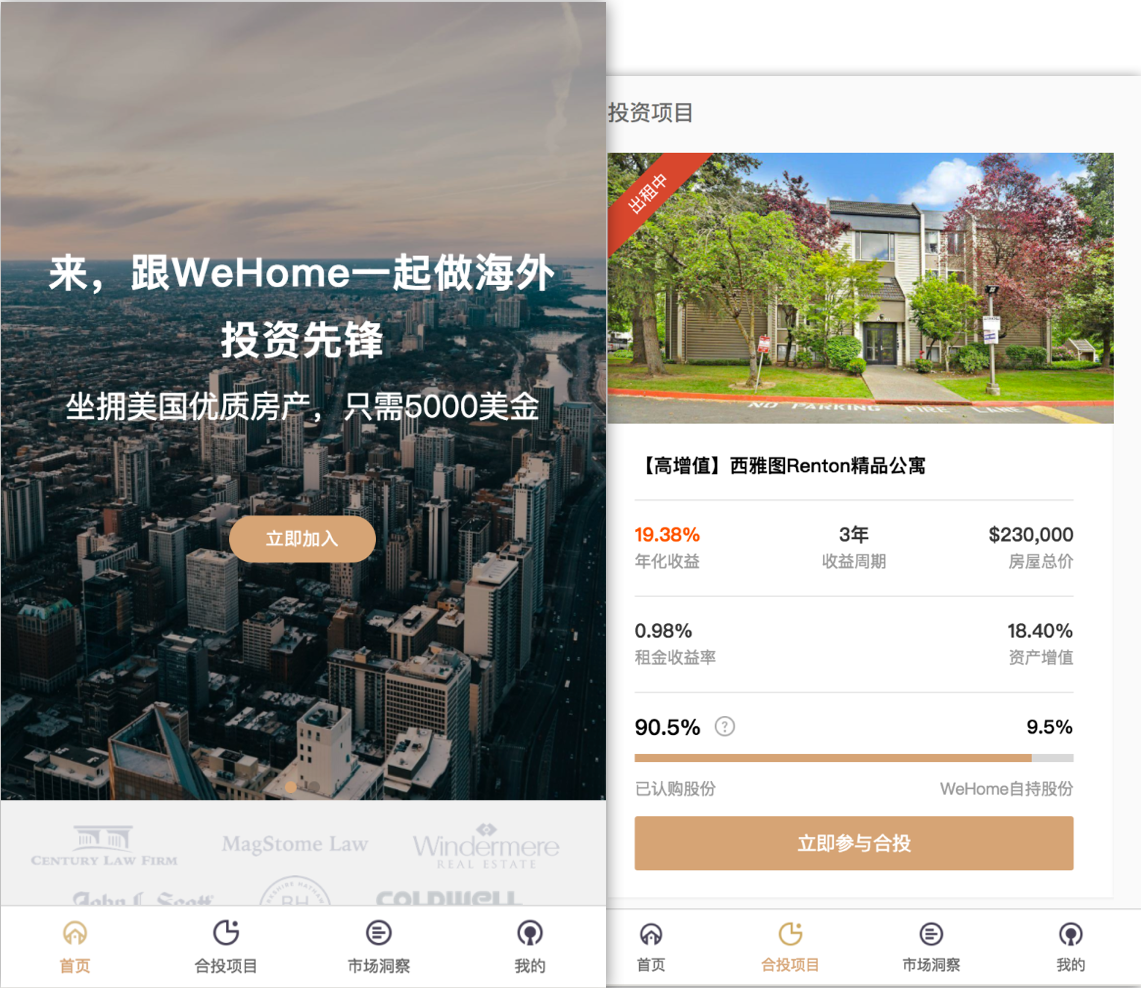 来，跟WeHome一起做海外
投资先锋
坐拥美国优质房产，只需5000美金
立即加入
CENTURY LAW FIRM
MagStome Law
Windermere
REAL ESTATE
John L Scott
BH
COLDWELL
首页
合投项目
市场洞察
我的
投资项目
出租中
NO PARKING FIRE LANE
【高增值】西雅图Renton精品公寓
19.38% 3年 $230,000
年化收益 收益周期 房屋总价
0.98% 18.40%
租金收益率 资产增值
90.5% ? 9.5%
已认购股份 WeHome自持股份
立即参与合投
首页
合投项目
市场洞察
我的